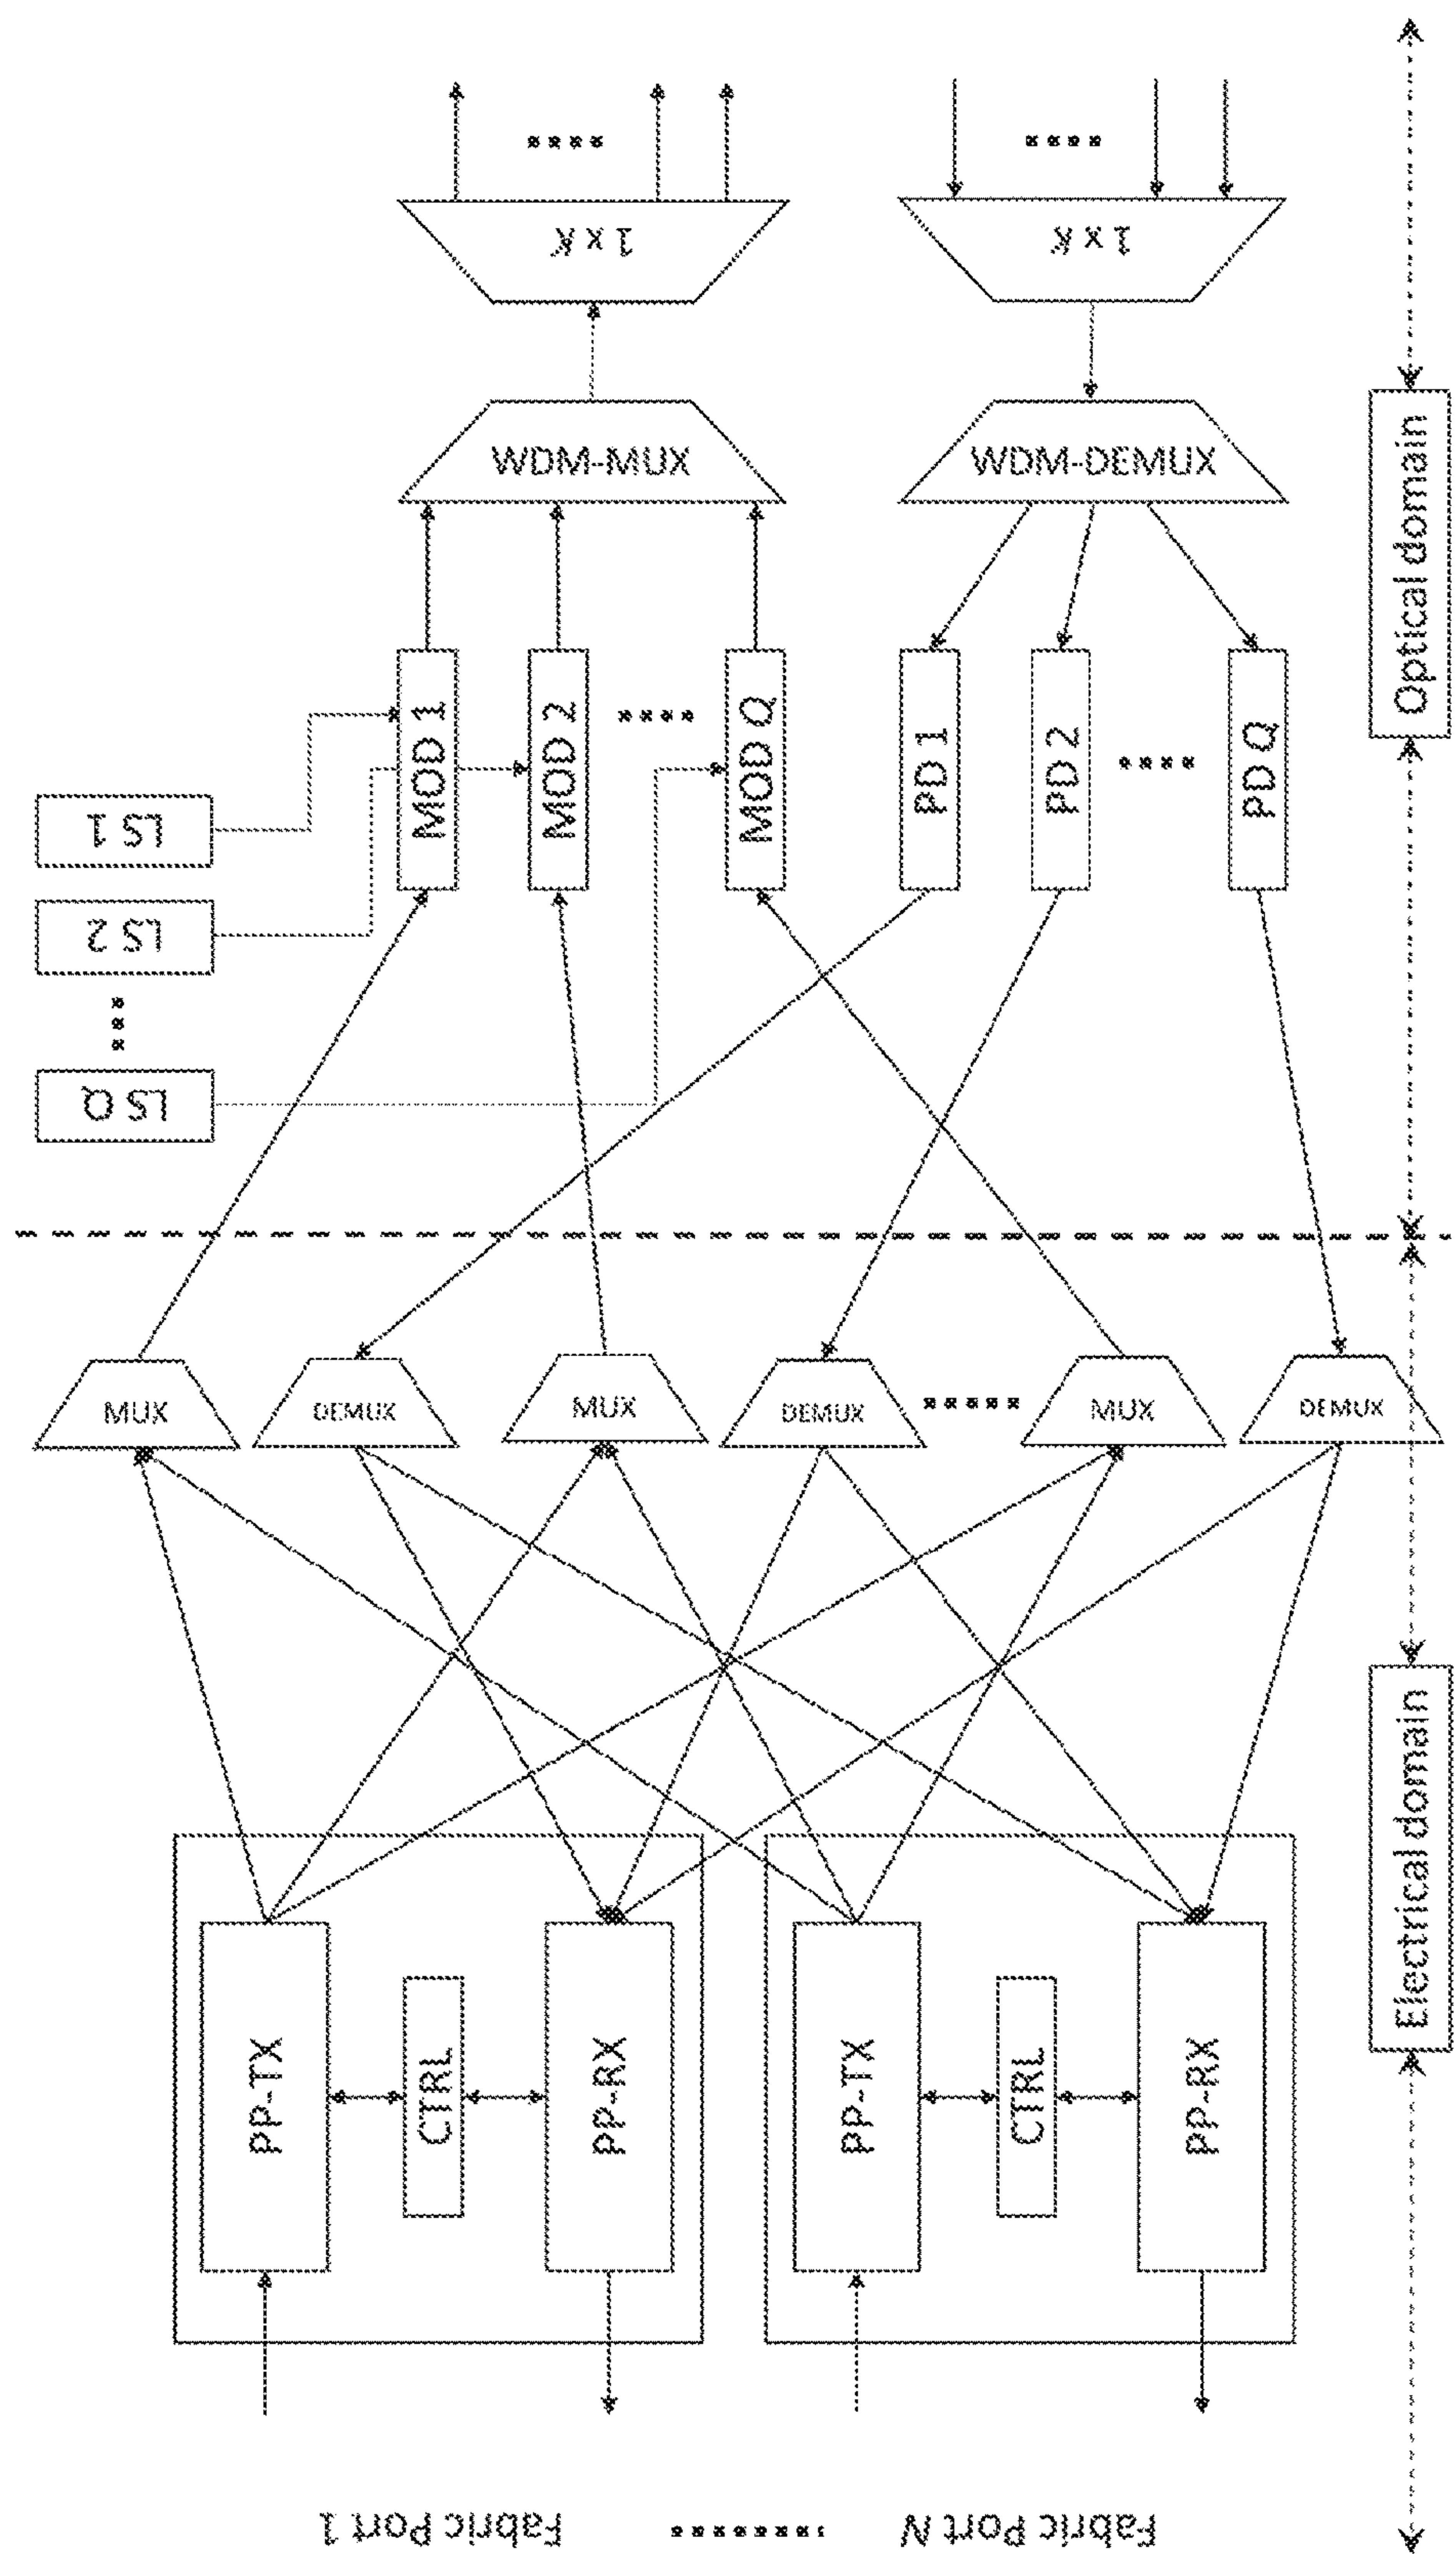 1 x K
1 x K
WDM-MUX
WDM-DEMUX
LS 1
LS 2
LS Q
MOD 1
MOD 2
MOD Q
PD 1
PD 2
PD Q
Optical domain
MUX
DEMUX
MUX
DEMUX
MUX
DEMUX
PP-TX
CTRL
PP-RX
PP-TX
CTRL
PP-RX
Electrical domain
Fabric Port 1
Fabric Port N